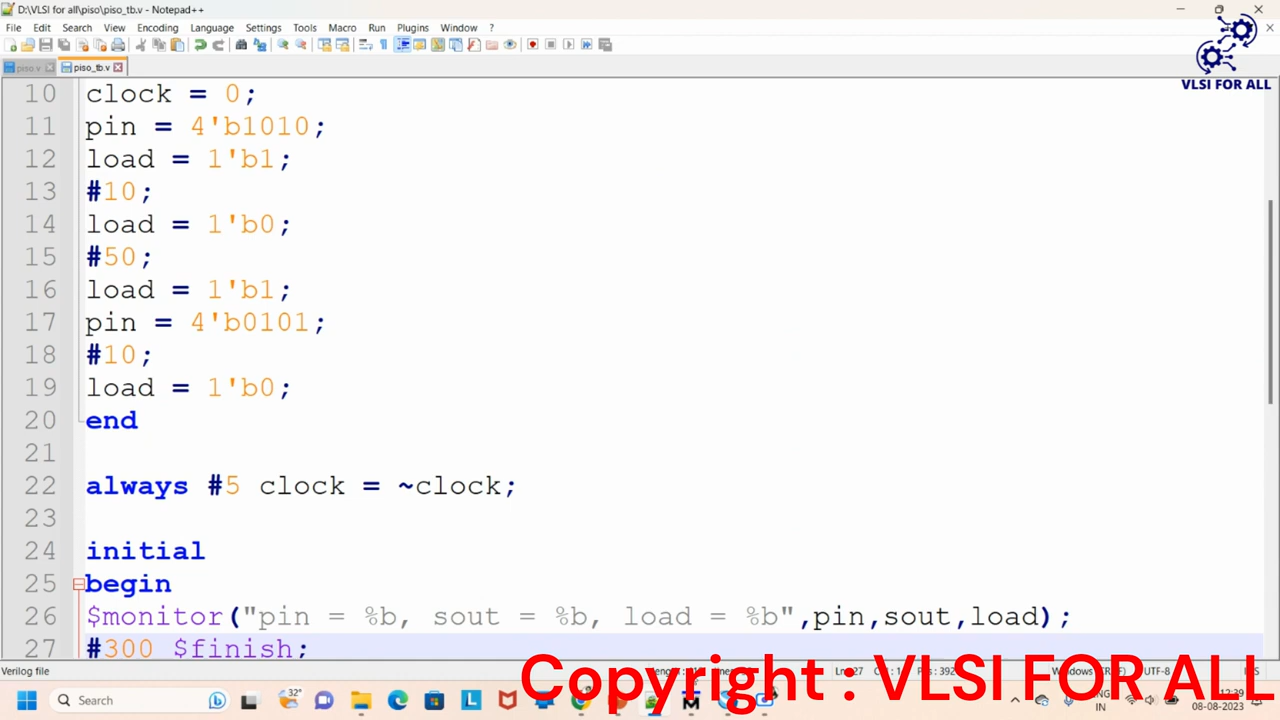 D:\VLSI for all\piso\piso_tb.v - Notepad++
File Edit Search View Encoding Language Settings Tools Macro Run Plugins Window ?
VLSI FOR ALL
piso.v piso_tb.v
10 clock = 0;
11 pin = 4'b1010;
12 load = 1'b1;
13 #10;
14 load = 1'b0;
15 #50;
16 load = 1'b1;
17 pin = 4'b0101;
18 #10;
19 load = 1'b0;
20 end
21
22 always #5 clock = ~clock;
23
24 initial
25 begin
26 $monitor("pin = %b, sout = %b, load = %b",pin,sout,load);
27 #300 $finish;
Verilog file
Copyright : VLSI FOR ALL
Search
32°
IN
08-08-2023